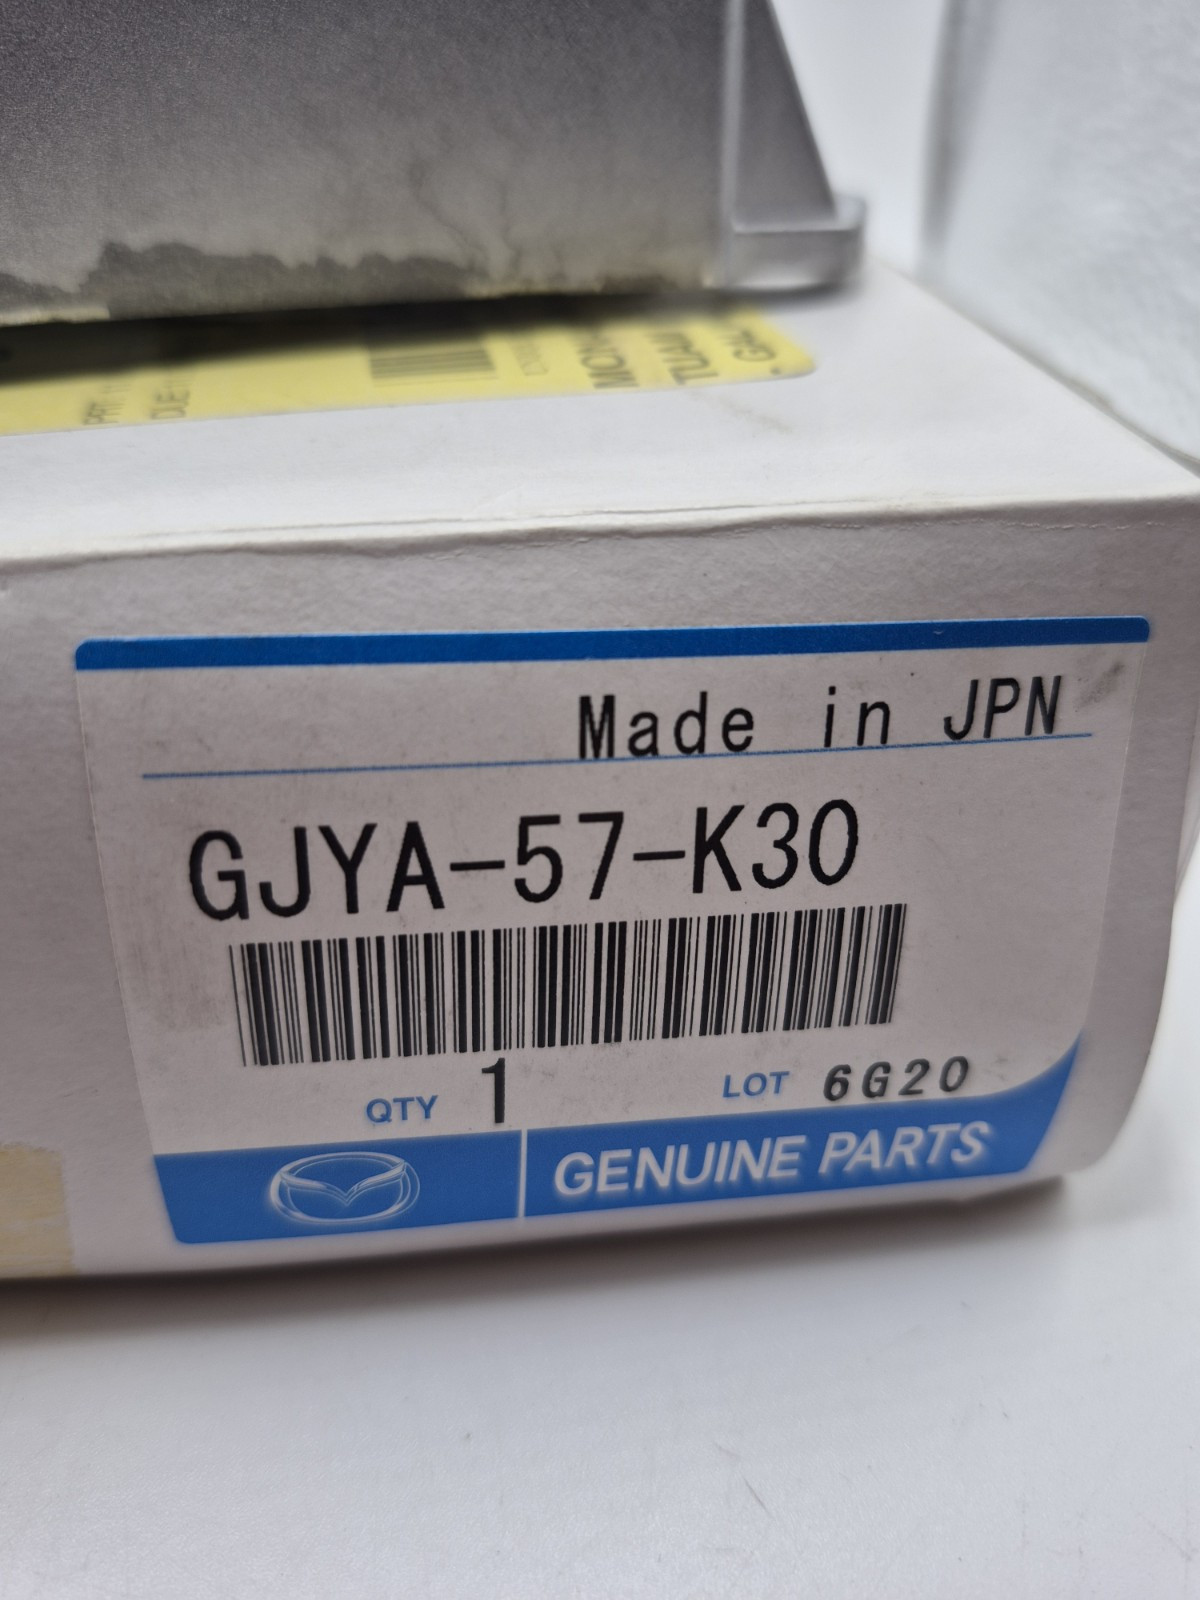 Made in JPN
GJYA-57-K30
QTY 1 LOT 6G20
GENUINE PARTS